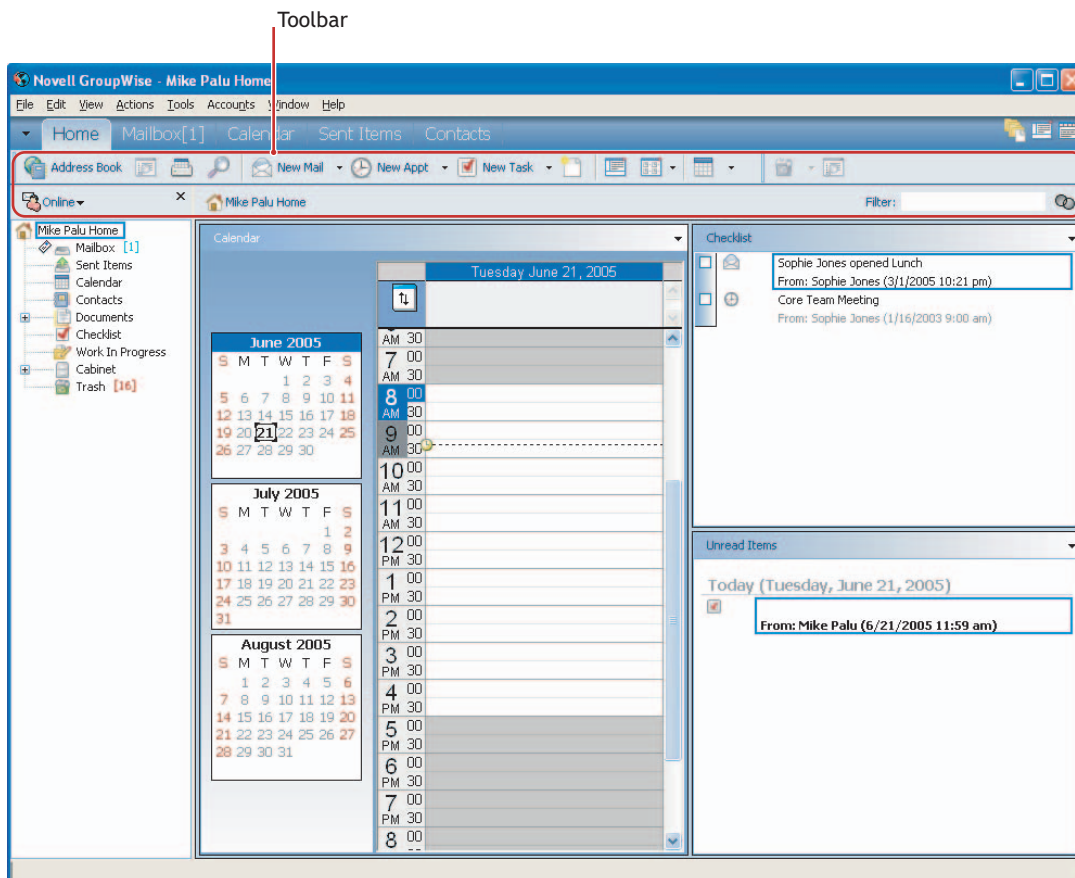 Toolbar
Novell GroupWise - Mike Palu Home
File Edit View Actions Tools Accounts Window Help
Home Mailbox[1] Calendar Sent Items Contacts
Address Book New Mail New Appt New Task
Online Mike Palu Home Filter:
Mike Palu Home
Mailbox [1]
Sent Items
Calendar
Contacts
Documents
Checklist
Work In Progress
Cabinet
Trash [16]
Calendar
June 2005
S M T W T F S
1 2 3 4
5 6 7 8 9 10 11
12 13 14 15 16 17 18
19 20 21 22 23 24 25
26 27 28 29 30
July 2005
S M T W T F S
1 2
3 4 5 6 7 8 9
10 11 12 13 14 15 16
17 18 19 20 21 22 23
24 25 26 27 28 29 30
31
August 2005
S M T W T F S
1 2 3 4 5 6
7 8 9 10 11 12 13
14 15 16 17 18 19 20
21 22 23 24 25 26 27
28 29 30 31
Tuesday June 21, 2005
AM 30
7 00
AM 30
8 00
AM 30
9 00
AM 30
10 00
AM 30
11 00
AM 30
12 00
PM 30
1 00
PM 30
2 00
PM 30
3 00
PM 30
4 00
PM 30
5 00
PM 30
6 00
PM 30
7 00
PM 30
8 00
Checklist
Sophie Jones opened Lunch
From: Sophie Jones (3/1/2005 10:21 pm)
Core Team Meeting
From: Sophie Jones (1/16/2003 9:00 am)
Unread Items
Today (Tuesday, June 21, 2005)
From: Mike Palu (6/21/2005 11:59 am)